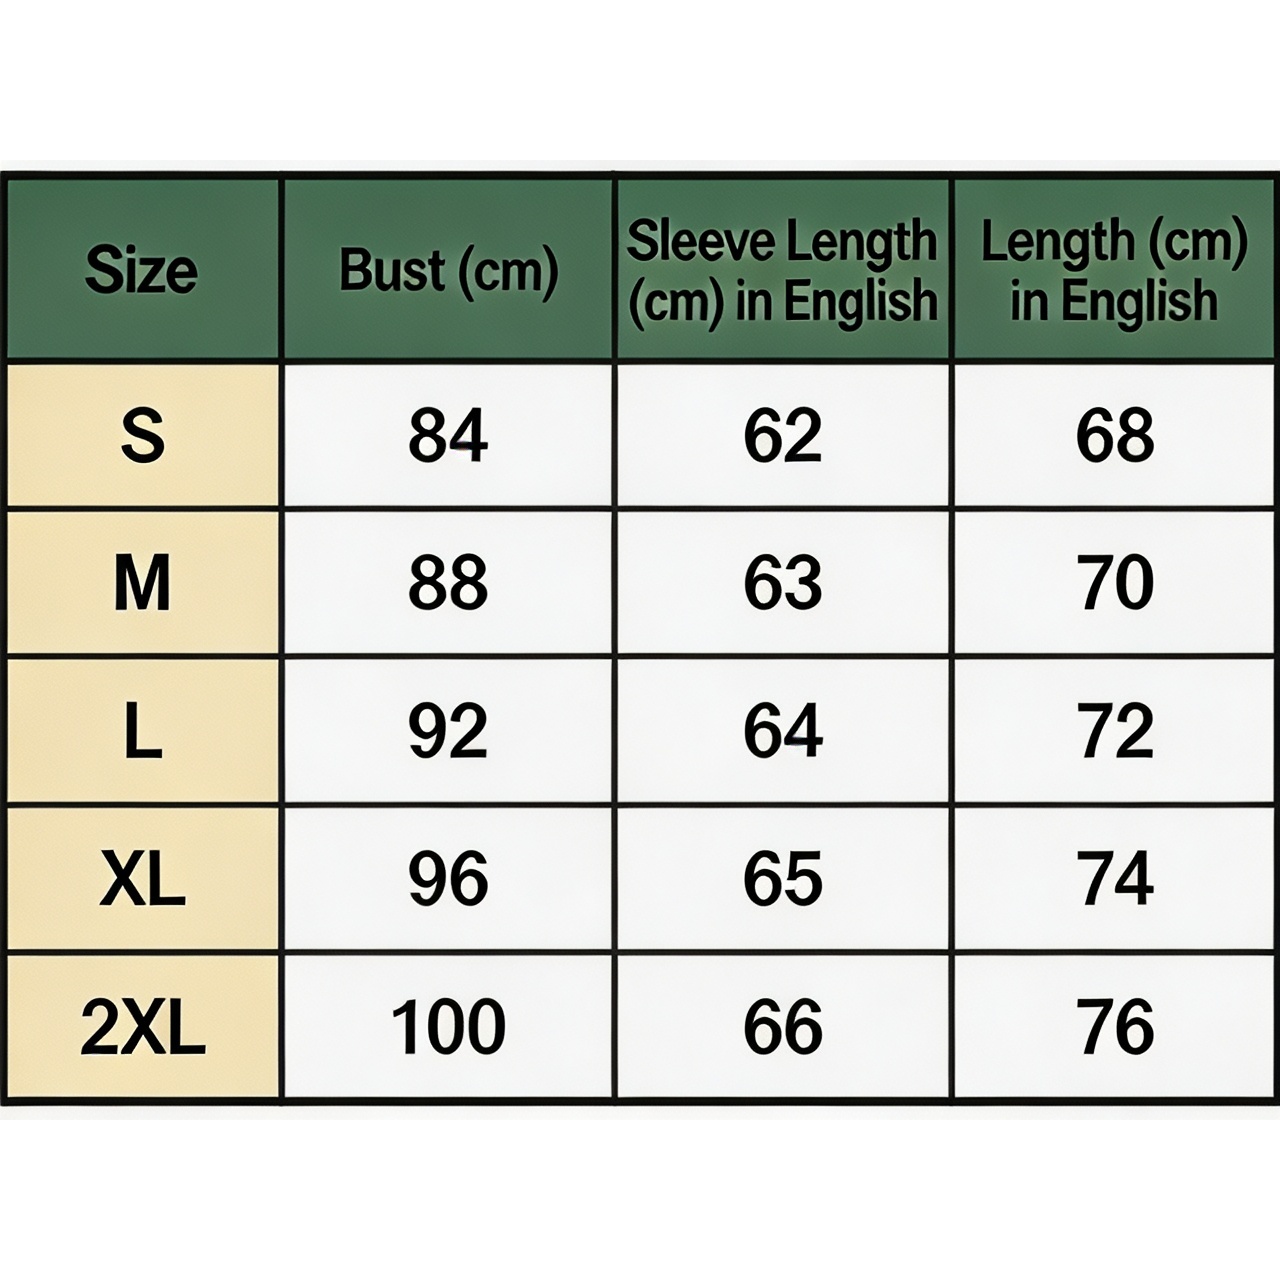 Size Bust (cm) Sleeve Length (cm) in English Length (cm) in English
S 84 62 68
M 88 63 70
L 92 64 72
XL 96 65 74
2XL 100 66 76